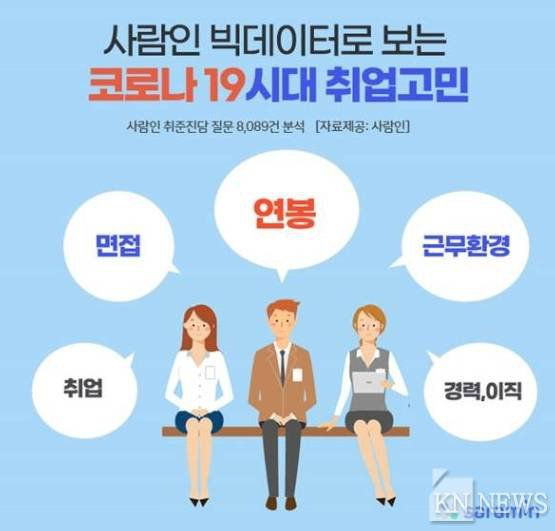 사람인 빅데이터로 보는
코로나 19시대 취업고민
사람인 취준진담 질문 8,089건 분석 [자료제공: 사람인]
연봉
면접
근무환경
취업
경력,이직
KN NEWS
saramin